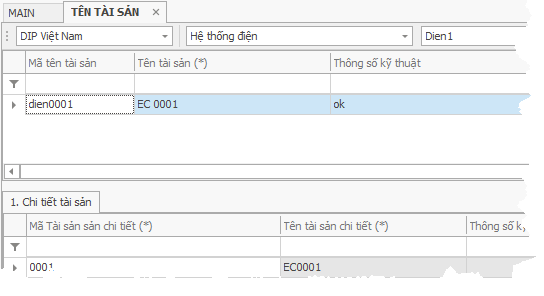 MAIN TÊN TÀI SẢN
DIP Việt Nam Hệ thống điện Dien1
Mã tên tài sản Tên tài sản (*) Thông số kỹ thuật
dien0001 EC 0001 ok
1. Chi tiết tài sản
Mã Tài sản sản chi tiết (*) Tên tài sản chi tiết (*) Thông số k
0001 EC0001